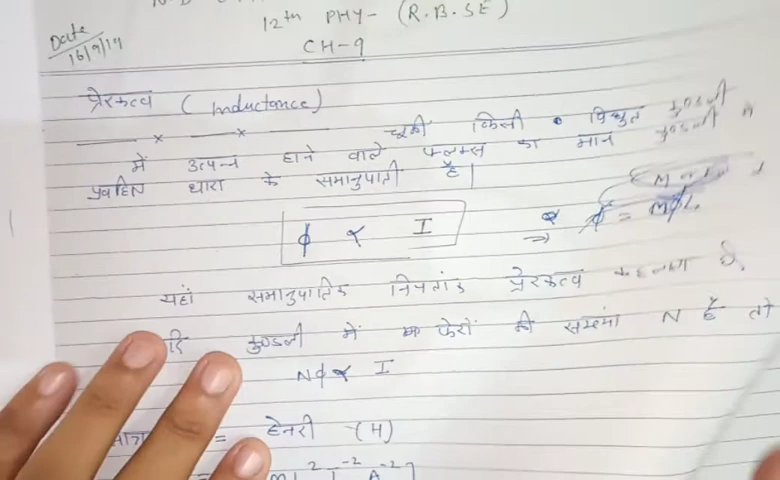 12th PHY- (R.B.SE)
CH-9
Date
16/9/19
प्रेरकत्व ( Inductance)
चूकी किसी विद्युत कुण्डली
में उत्पन्न होने वाले फ्लक्स का मान कुण्डली में
प्रवाहित धारा के समानुपाती है।
ϕ ∝ I
यहाँ समानुपातिक नियतांक प्रेरकत्व कहलाता है,
दि कुण्डली में फेरों की संख्या N है तो
Nϕ ∝ I
मात्र = हेनरी (H)